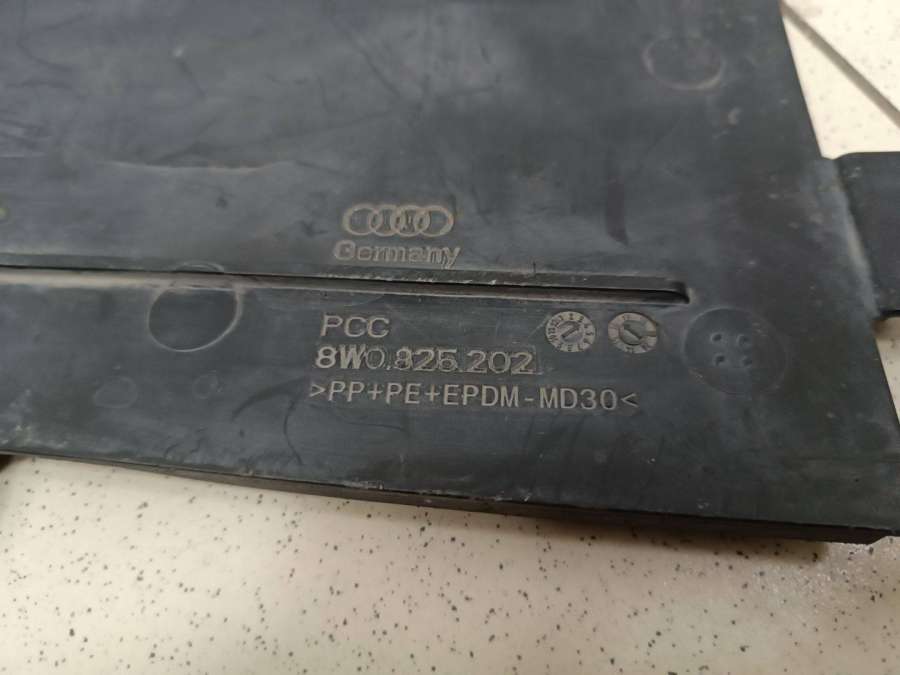 Germany
PCC
8W0.825.202
>PP+PE+EPDM-MD30<